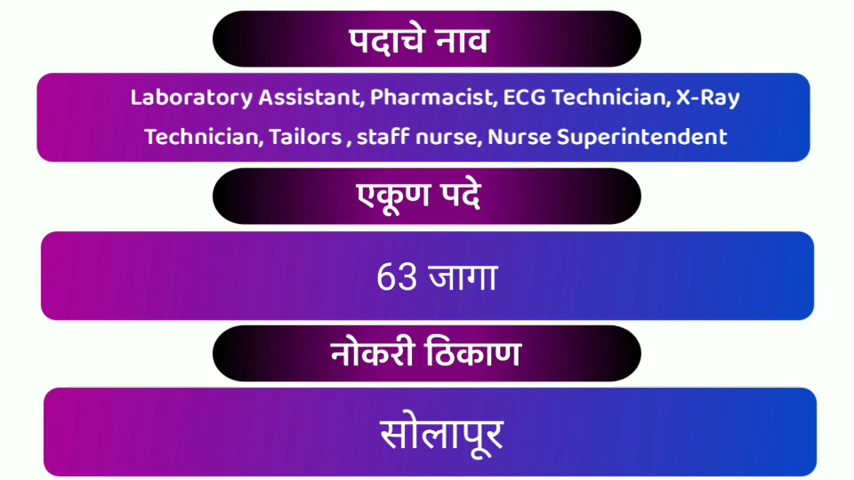 पदाचे नाव
Laboratory Assistant, Pharmacist, ECG Technician, X-Ray
Technician, Tailors , staff nurse, Nurse Superintendent
एकूण पदे
63 जागा
नोकरी ठिकाण
सोलापूर